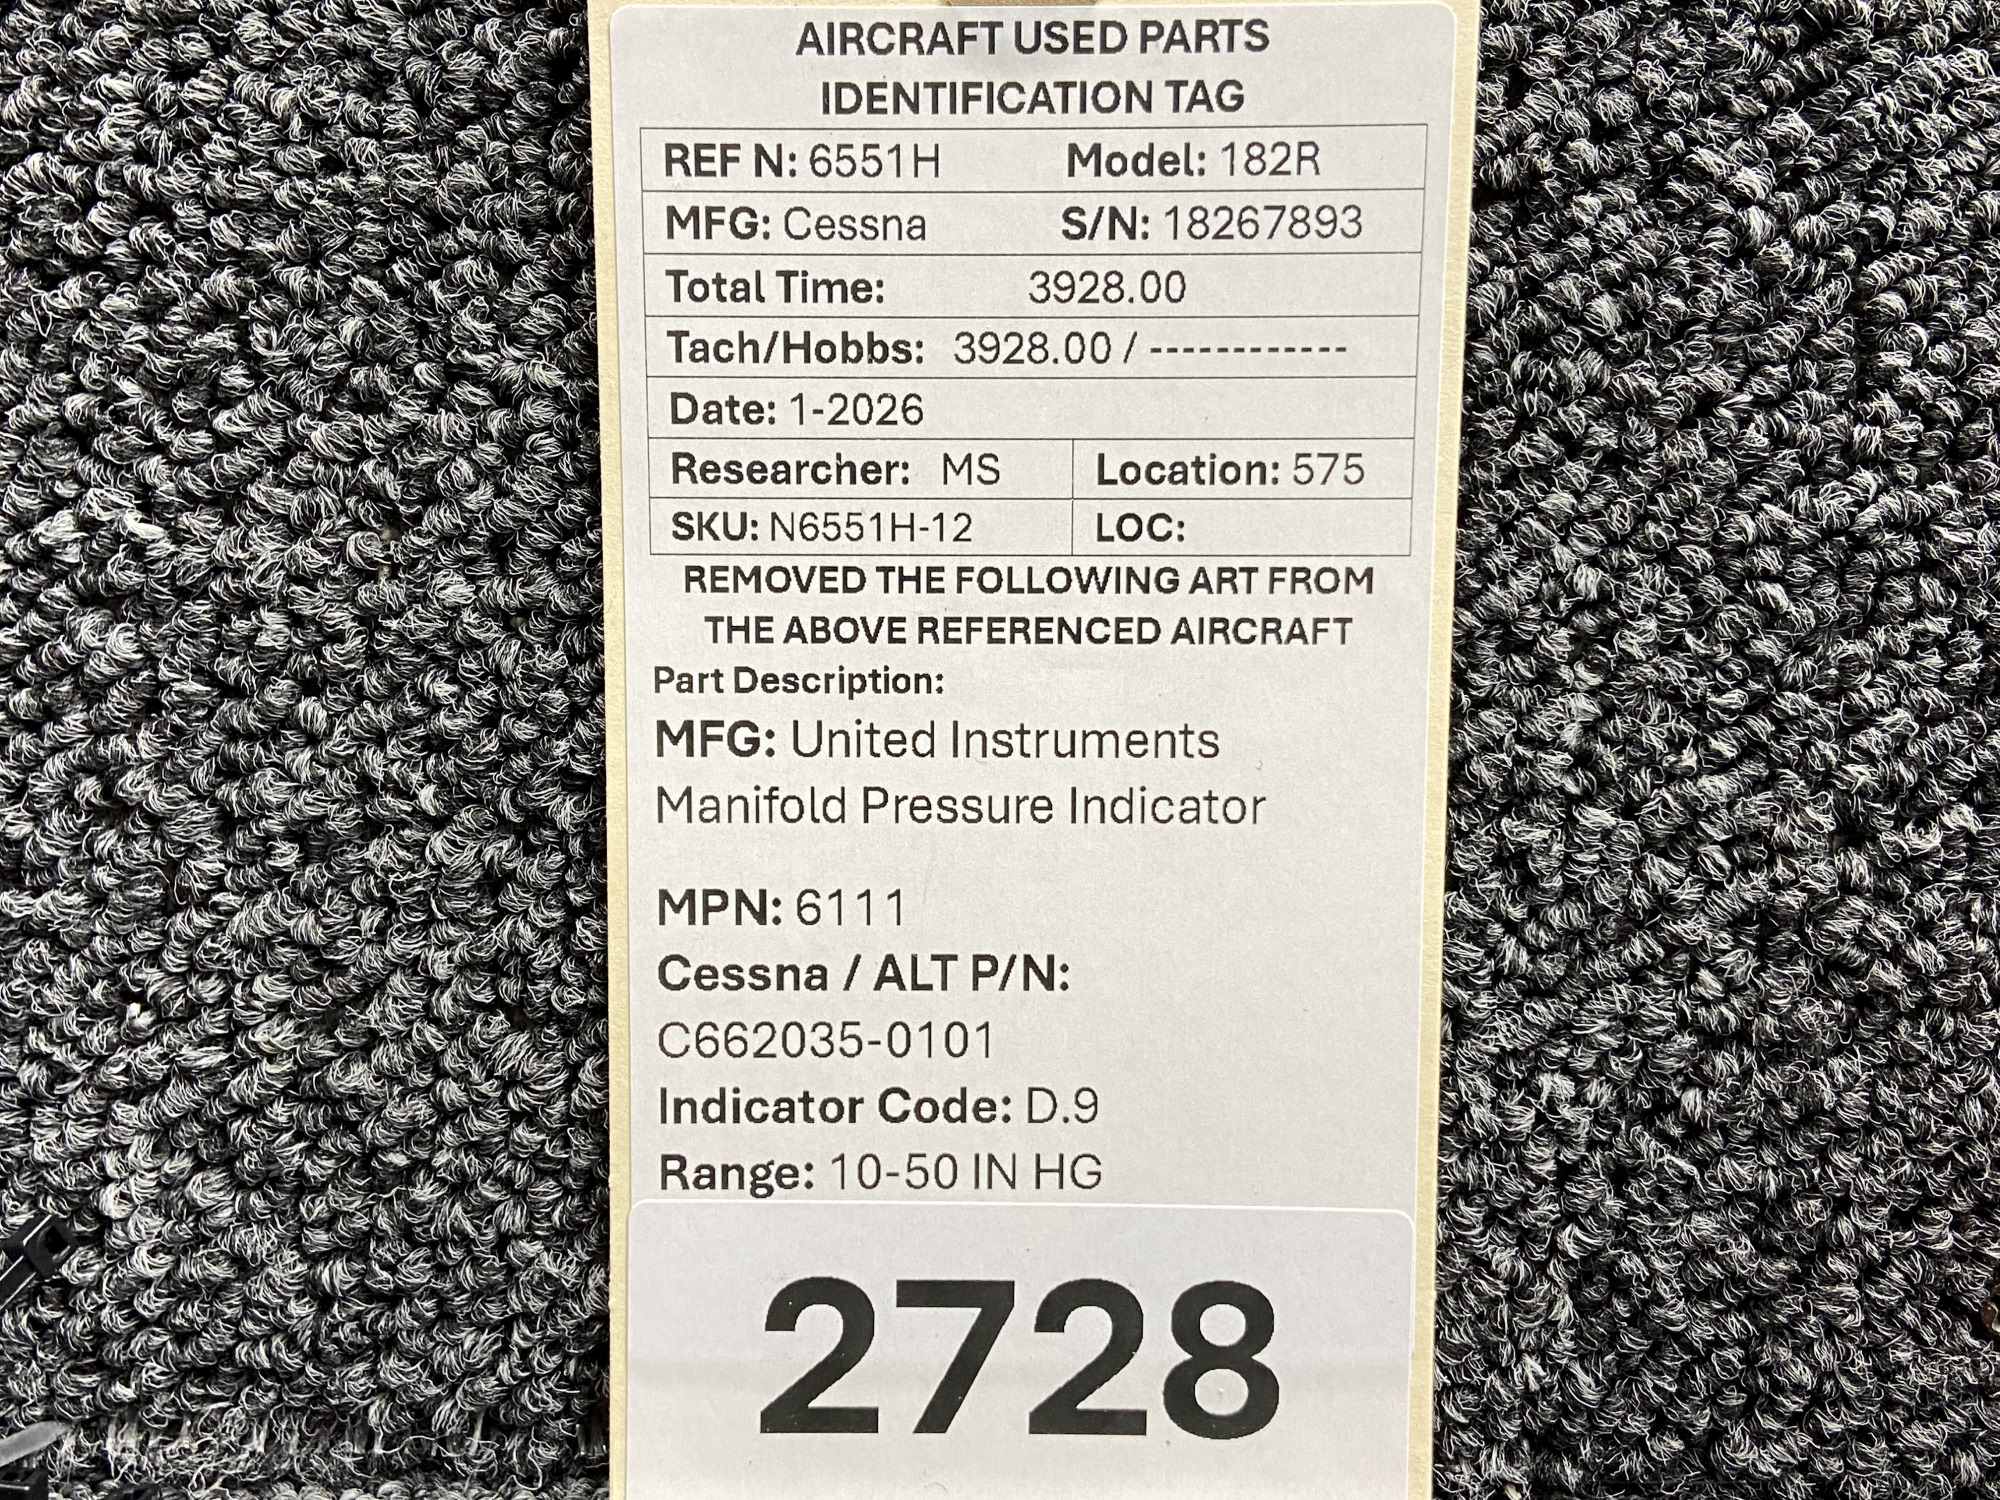 AIRCRAFT USED PARTS
IDENTIFICATION TAG
REF N: 6551H Model: 182R
MFG: Cessna S/N: 18267893
Total Time: 3928.00
Tach/Hobbs: 3928.00 / ------------
Date: 1-2026
Researcher: MS Location: 575
SKU: N6551H-12 LOC:
REMOVED THE FOLLOWING ART FROM
THE ABOVE REFERENCED AIRCRAFT
Part Description:
MFG: United Instruments
Manifold Pressure Indicator
MPN: 6111
Cessna / ALT P/N:
C662035-0101
Indicator Code: D.9
Range: 10-50 IN HG
2728